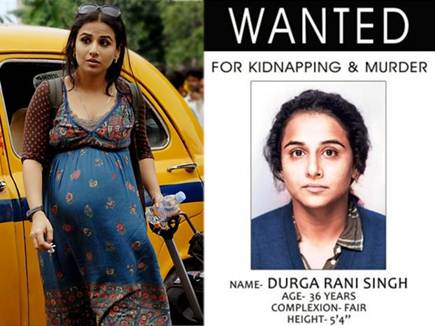 WANTED
FOR KIDNAPPING & MURDER
NAME- DURGA RANI SINGH
AGE- 36 YEARS
COMPLEXION- FAIR
HEIGHT- 5'4"